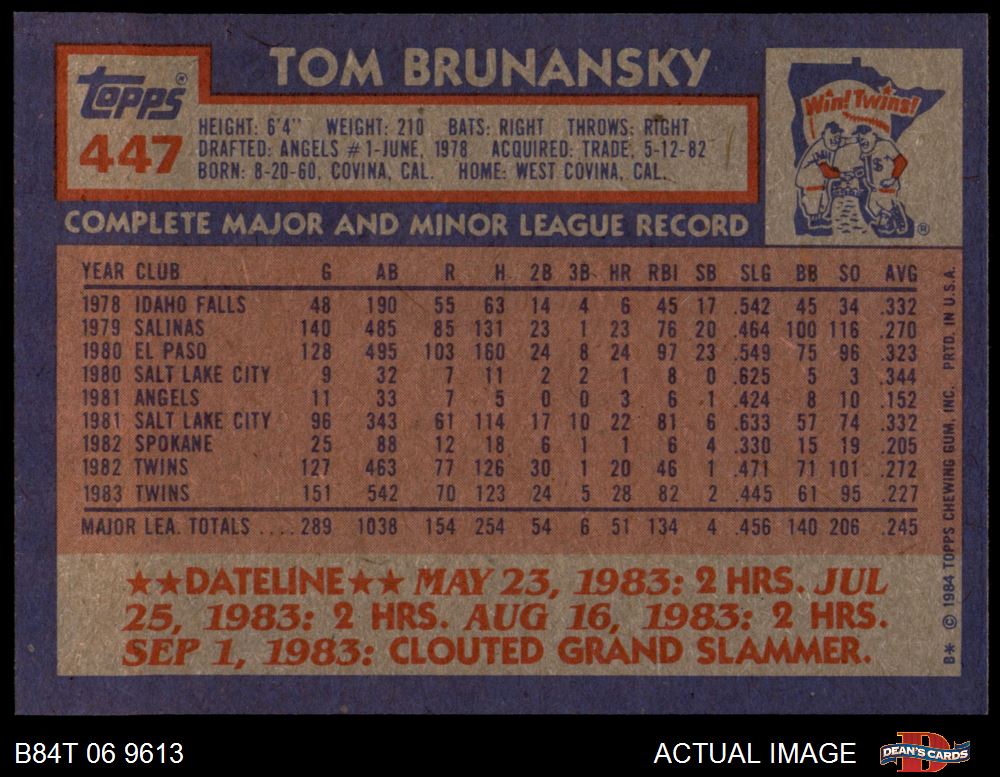 TOM BRUNANSKY
Topps
447
HEIGHT: 6'4" WEIGHT: 210 BATS: RIGHT THROWS: RIGHT
DRAFTED: ANGELS #1-JUNE, 1978 ACQUIRED: TRADE, 5-12-82
BORN: 8-20-60, COVINA, CAL. HOME: WEST COVINA, CAL.
Win! Twins!
COMPLETE MAJOR AND MINOR LEAGUE RECORD
YEAR CLUB G AB R H 2B 3B HR RBI SB SLG BB SO AVG
1978 IDAHO FALLS 48 190 55 63 14 4 6 45 17 .542 45 34 .332
1979 SALINAS 140 485 85 131 23 1 23 76 20 .464 100 116 .270
1980 EL PASO 128 495 103 160 24 8 24 97 23 .549 75 96 .323
1980 SALT LAKE CITY 9 32 7 11 2 2 1 8 0 .625 5 3 .344
1981 ANGELS 11 33 7 5 0 0 3 6 1 .424 8 10 .152
1981 SALT LAKE CITY 96 343 61 114 17 10 22 81 6 .633 57 74 .332
1982 SPOKANE 25 88 12 18 6 1 1 6 4 .330 15 19 .205
1982 TWINS 127 463 77 126 30 1 20 46 1 .471 71 101 .272
1983 TWINS 151 542 70 123 24 5 28 82 2 .445 61 95 .227
MAJOR LEA. TOTALS .... 289 1038 154 254 54 6 51 134 4 .456 140 206 .245
★★DATELINE★★ MAY 23, 1983: 2 HRS. JUL
25, 1983: 2 HRS. AUG 16, 1983: 2 HRS.
SEP 1, 1983: CLOUTED GRAND SLAMMER.
B* © 1984 TOPPS CHEWING GUM, INC. PRTD. IN U.S.A.
B84T 06 9613
ACTUAL IMAGE
DEAN'S CARDS